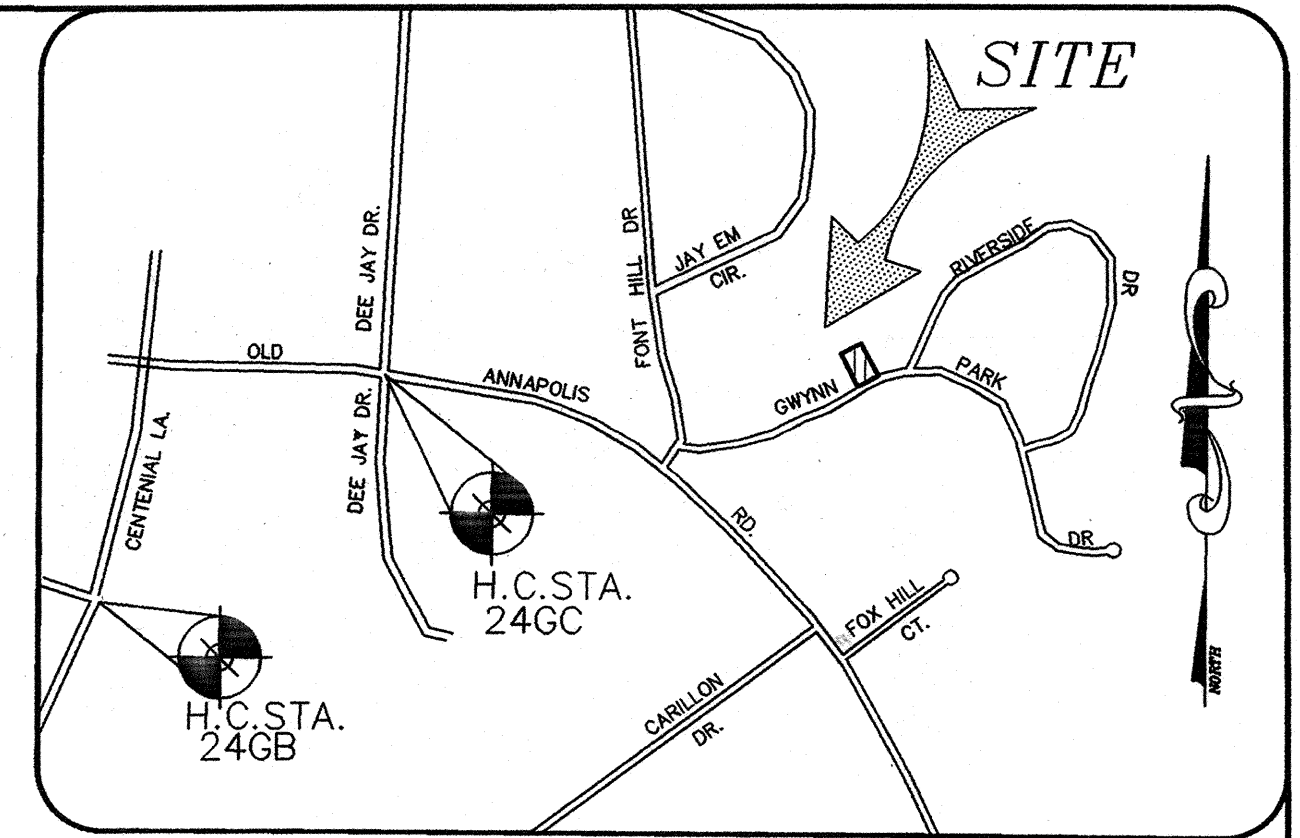 SITE
DEE JAY DR.
FONT HILL DR
JAY EM
CIR.
RIVERSIDE
DR
OLD
ANNAPOLIS
RD.
GWYNN
PARK
DR
CENTENIAL LA.
DEE JAY DR.
H.C.STA.
24GC
FOX HILL
CT.
H.C.STA.
24GB
CARILLON
DR.
NORTH